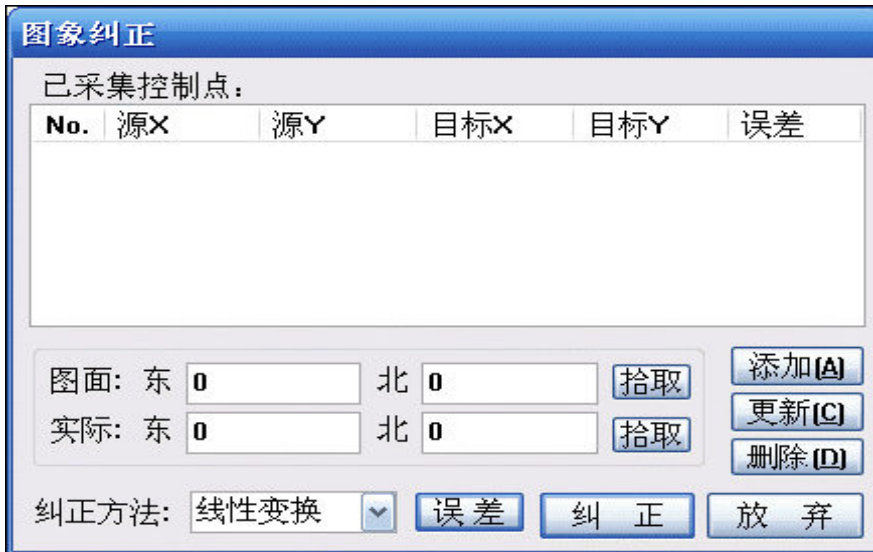 图象纠正
已采集控制点:
No. 源X 源Y 目标X 目标Y 误差
图面: 东 0 北 0 拾取
实际: 东 0 北 0 拾取
添加(A)
更新(C)
删除(D)
纠正方法: 线性变换 误差 纠 正 放 弃